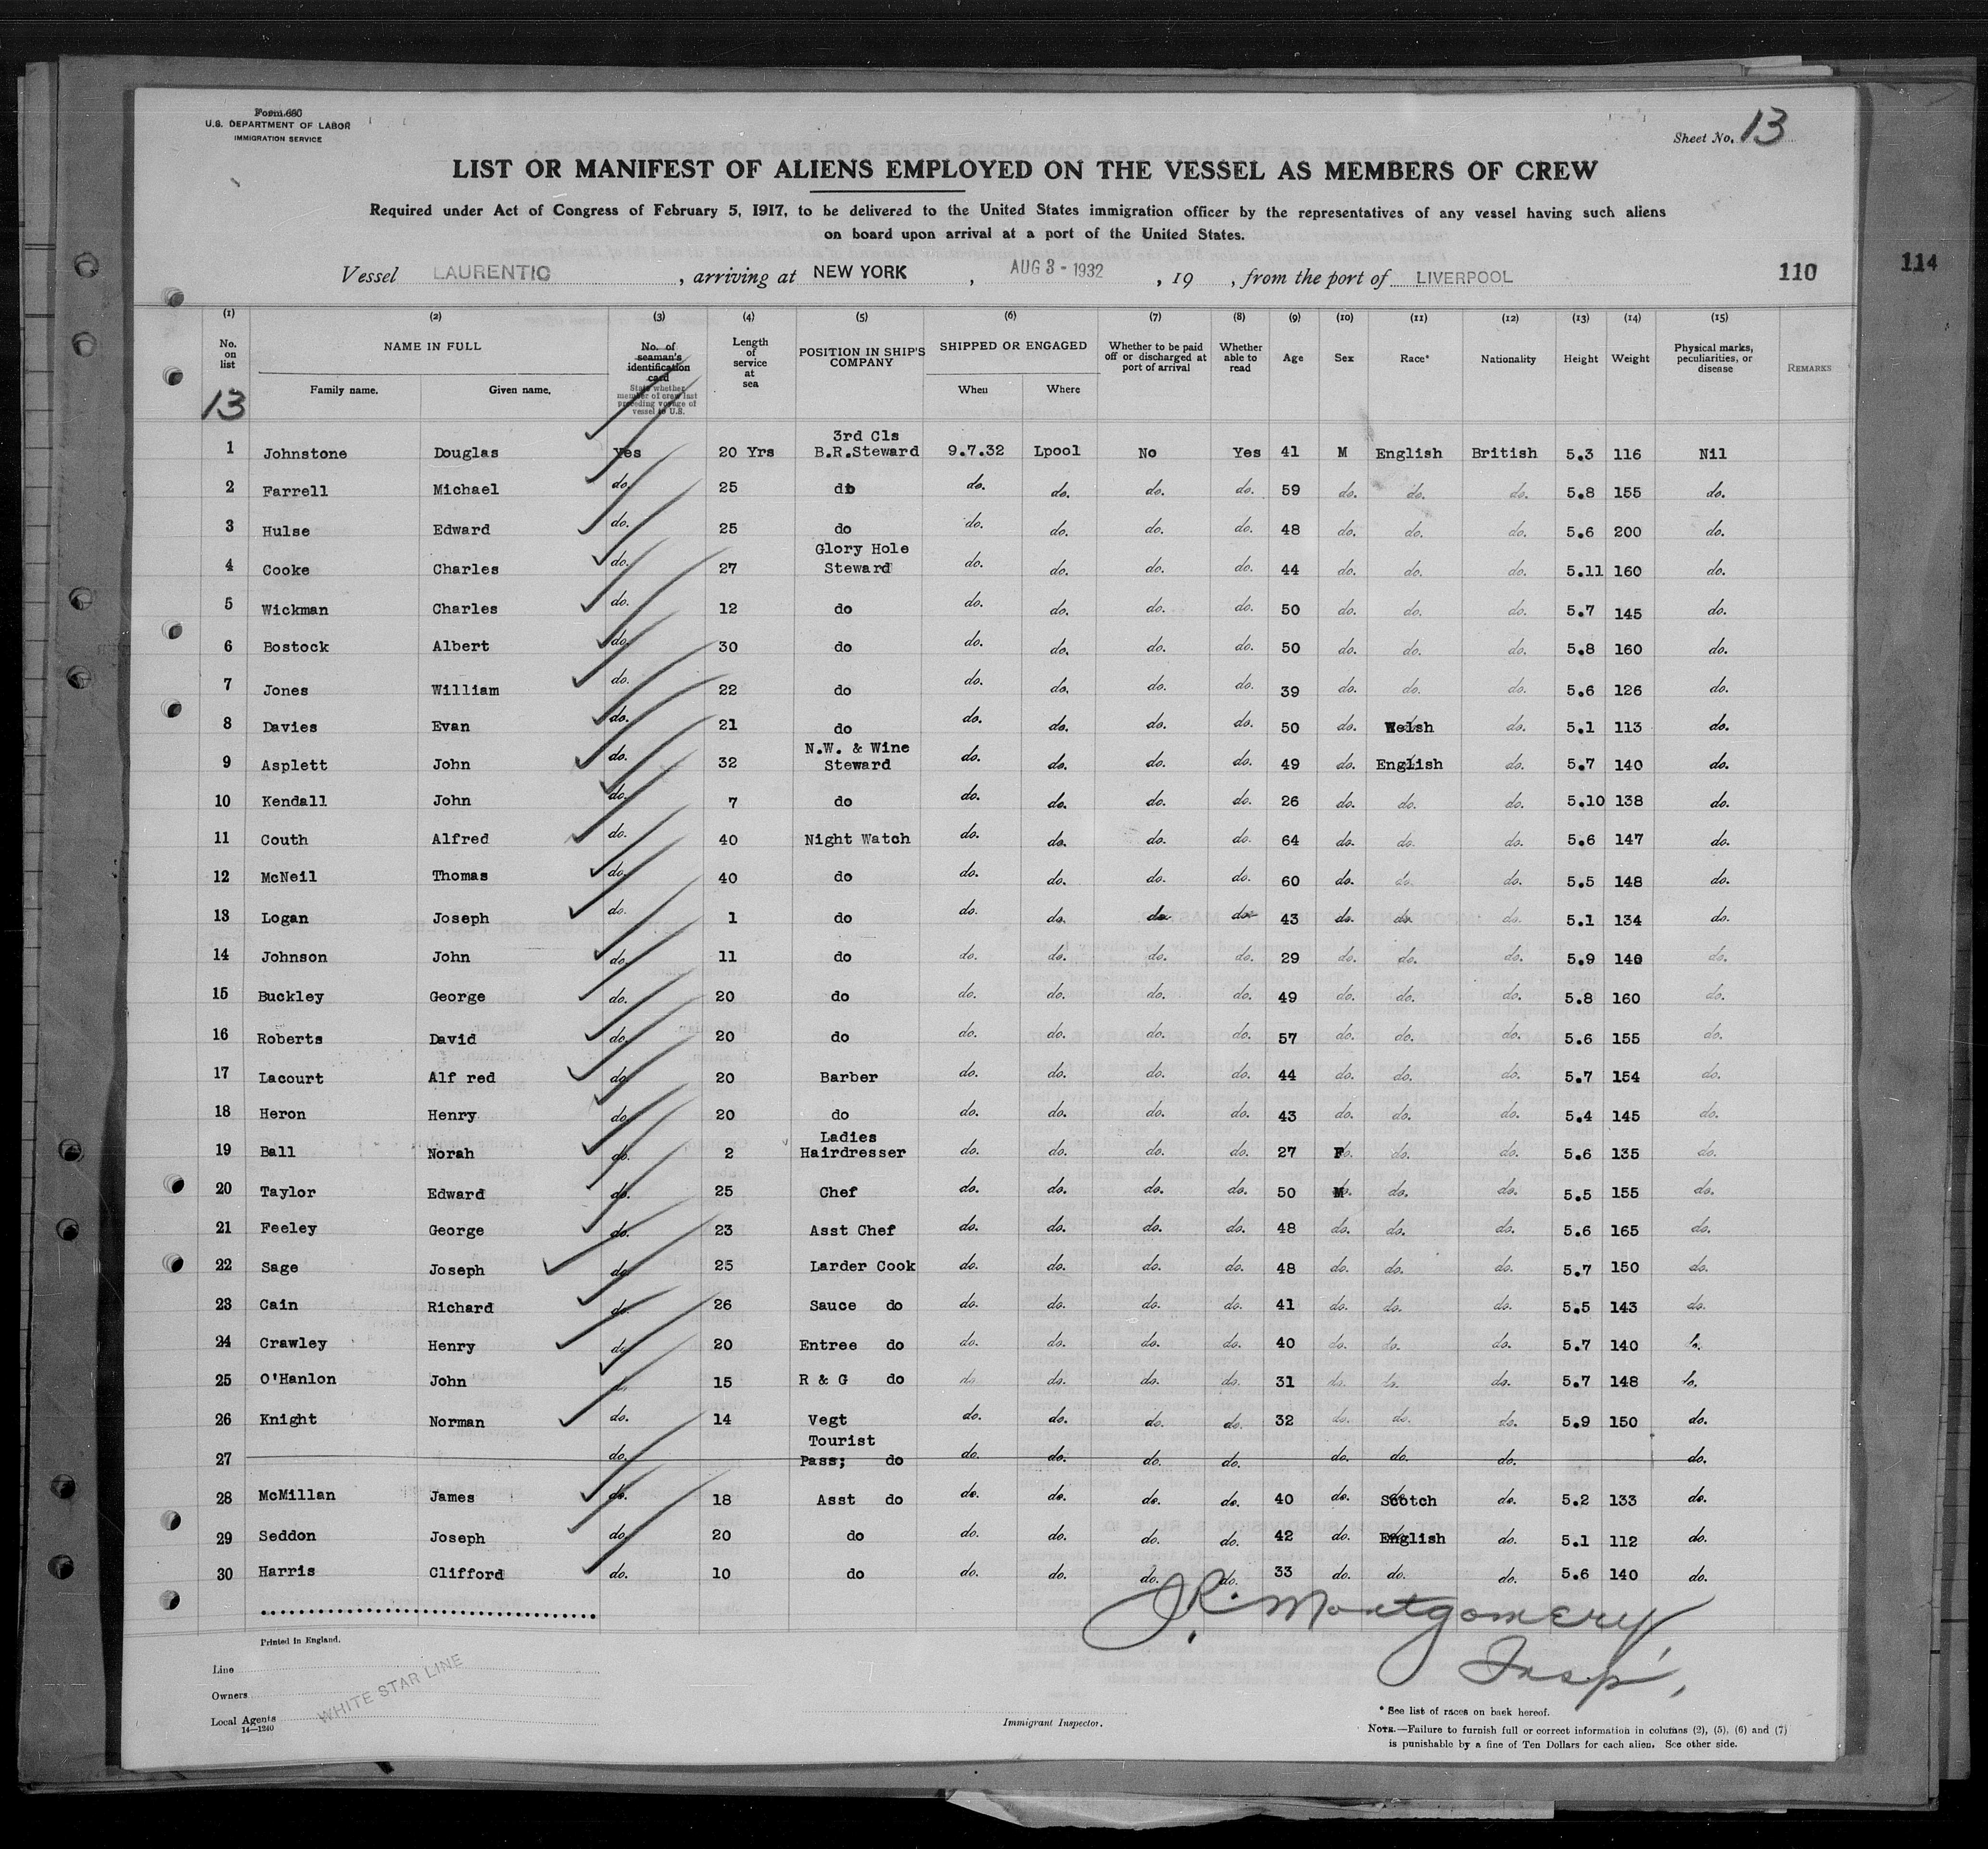 Form 680
U.S. DEPARTMENT OF LABOR
IMMIGRATION SERVICE
Sheet No. 13
LIST OR MANIFEST OF ALIENS EMPLOYED ON THE VESSEL AS MEMBERS OF CREW
Required under Act of Congress of February 5, 1917, to be delivered to the United States immigration officer by the representatives of any vessel having such aliens
on board upon arrival at a port of the United States.
Vessel LAURENTIC, arriving at NEW YORK, AUG 3 - 1932, 19 , from the port of LIVERPOOL 110 114
(1) (2) (3) (4) (5) (6) (7) (8) (9) (10) (11) (12) (13) (14) (15)
No. on list NAME IN FULL Family name. Given name. No. of seaman's identification card State whether member of crew last preceding voyage of vessel to U.S. Length of service at sea POSITION IN SHIP'S COMPANY SHIPPED OR ENGAGED When Where Whether to be paid off or discharged at port of arrival Whether able to read Age Sex Race* Nationality Height Weight Physical marks, peculiarities, or disease REMARKS
13
1 Johnstone Douglas Yes 20 Yrs 3rd Cls B.R.Steward 9.7.32 Lpool No Yes 41 M English British 5.3 116 Nil
2 Farrell Michael do. 25 do do. do. do. do. 59 do. do. do. 5.8 155 do.
3 Hulse Edward do. 25 do do. do. do. do. 48 do. do. do. 5.6 200 do.
4 Cooke Charles do. 27 Glory Hole Steward do. do. do. do. 44 do. do. do. 5.11 160 do.
5 Wickman Charles do. 12 do do. do. do. do. 50 do. do. do. 5.7 145 do.
6 Bostock Albert do. 30 do do. do. do. do. 50 do. do. do. 5.8 160 do.
7 Jones William do. 22 do do. do. do. do. 39 do. do. do. 5.6 126 do.
8 Davies Evan do. 21 do do. do. do. do. 50 do. Welsh do. 5.1 113 do.
9 Asplett John do. 32 N.W. & Wine Steward do. do. do. do. 49 do. English do. 5.7 140 do.
10 Kendall John do. 7 do do. do. do. do. 26 do. do. do. 5.10 138 do.
11 Couth Alfred do. 40 Night Watch do. do. do. do. 64 do. do. do. 5.6 147 do.
12 McNeil Thomas do. 40 do do. do. do. do. 60 do. do. do. 5.5 148 do.
13 Logan Joseph do. 1 do do. do. do. do. 43 do. do. do. 5.1 134 do.
14 Johnson John do. 11 do do. do. do. do. 29 do. do. do. 5.9 140 do.
15 Buckley George do. 20 do do. do. do. do. 49 do. do. do. 5.8 160 do.
16 Roberts David do. 20 do do. do. do. do. 57 do. do. do. 5.6 155 do.
17 Lacourt Alf red do. 20 Barber do. do. do. do. 44 do. do. do. 5.7 154 do.
18 Heron Henry do. 20 do do. do. do. do. 43 do. do. do. 5.4 145 do.
19 Ball Norah do. 2 Ladies Hairdresser do. do. do. do. 27 F do. do. 5.6 135 do.
20 Taylor Edward do. 25 Chef do. do. do. do. 50 M do. do. 5.5 155 do.
21 Feeley George do. 23 Asst Chef do. do. do. do. 48 do. do. do. 5.6 165 do.
22 Sage Joseph do. 25 Larder Cook do. do. do. do. 48 do. do. do. 5.7 150 do.
23 Cain Richard do. 26 Sauce do do. do. do. do. 41 do. do. do. 5.5 143 do.
24 Crawley Henry do. 20 Entree do do. do. do. do. 40 do. do. do. 5.7 140 do.
25 O'Hanlon John do. 15 R & G do do. do. do. do. 31 do. do. do. 5.7 148 do.
26 Knight Norman do. 14 Vegt do. do. do. do. 32 do. do. do. 5.9 150 do.
27 do. Tourist Pass; do do. do. do. do. do. do. do. do.
28 McMillan James do. 18 Asst do do. do. do. do. 40 do. Scotch do. 5.2 133 do.
29 Seddon Joseph do. 20 do do. do. do. do. 42 do. English do. 5.1 112 do.
30 Harris Clifford do. 10 do do. do. do. do. 33 do. do. do. 5.6 140 do.
J.R. Montgomery,
Insp.
Printed in England.
Line
Owners WHITE STAR LINE
Local Agents
14—1240
Immigrant Inspector.
* See list of races on back hereof.
NOTE.—Failure to furnish full or correct information in columns (2), (5), (6) and (7)
is punishable by a fine of Ten Dollars for each alien. See other side.